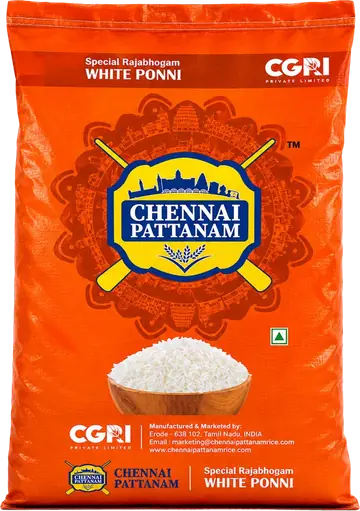 Special Rajabhogam
WHITE PONNI
CGRI
PRIVATE LIMITED
TM
CHENNAI
PATTANAM
CGRI
PRIVATE LIMITED
Manufactured & Marketed by:
Erode - 638 102, Tamil Nadu, INDIA
Email : marketing@chennaipattanamrice.com
www.chennaipattanamrice.com
CHENNAI
PATTANAM
CHENNAI
PATTANAM
Special Rajabhogam
WHITE PONNI